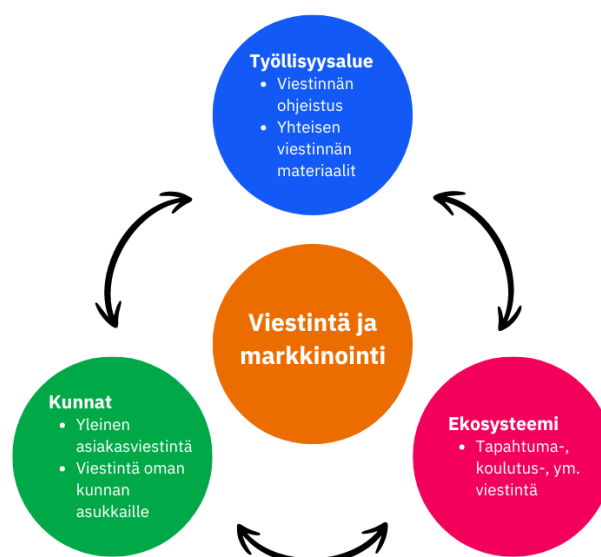 Työllisyysalue
• Viestinnän
ohjeistus
• Yhteisen
viestinnän
materiaalit
Viestintä ja
markkinointi
Kunnat
• Yleinen
asiakasviestintä
• Viestintä oman
kunnan
asukkaille
Ekosysteemi
• Tapahtuma-,
koulutus-, ym.
viestintä